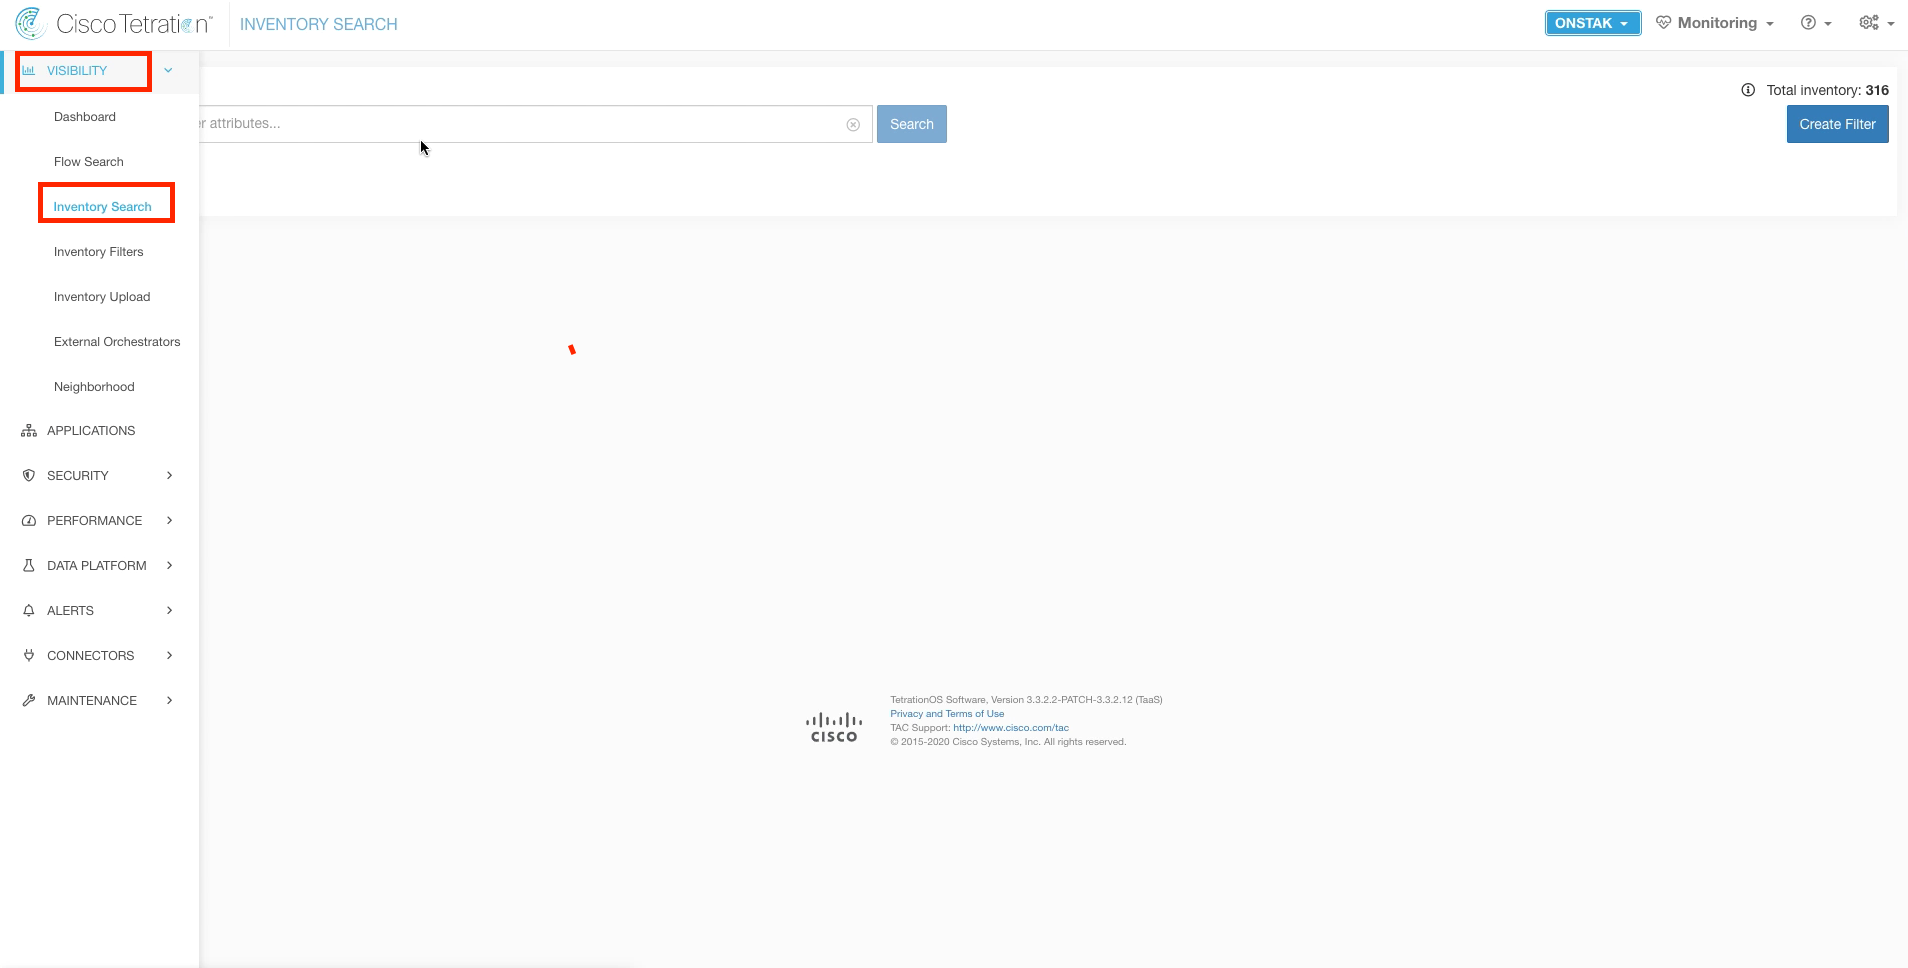 Cisco Tetration™
INVENTORY SEARCH
ONSTAK
Monitoring
VISIBILITY
Dashboard
Flow Search
Inventory Search
Inventory Filters
Inventory Upload
External Orchestrators
Neighborhood
APPLICATIONS
SECURITY
PERFORMANCE
DATA PLATFORM
ALERTS
CONNECTORS
MAINTENANCE
Total inventory: 316
attributes...
Search
Create Filter
CISCO
TetrationOS Software, Version 3.3.2.2-PATCH-3.3.2.12 (TaaS)
Privacy and Terms of Use
TAC Support: http://www.cisco.com/tac
© 2015-2020 Cisco Systems, Inc. All rights reserved.